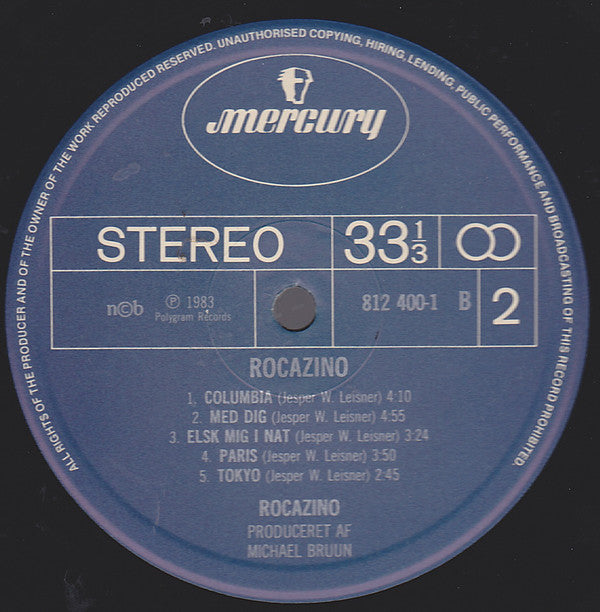 ALL RIGHTS OF THE PRODUCER AND OF THE OWNER OF THE WORK REPRODUCED RESERVED. UNAUTHORISED COPYING, HIRING, LENDING, PUBLIC PERFORMANCE AND BROADCASTING OF THIS RECORD PROHIBITED.
mercury
STEREO 33 1/3
n©b ℗ 1983 812 400-1 B 2
Polygram Records
ROCAZINO
1. COLUMBIA (Jesper W. Leisner) 4:10
2. MED DIG (Jesper W. Leisner) 4:55
3. ELSK MIG I NAT (Jesper W. Leisner) 3:24
4. PARIS (Jesper W. Leisner) 3:50
5. TOKYO (Jesper W. Leisner) 2:45
ROCAZINO
PRODUCERET AF
MICHAEL BRUUN